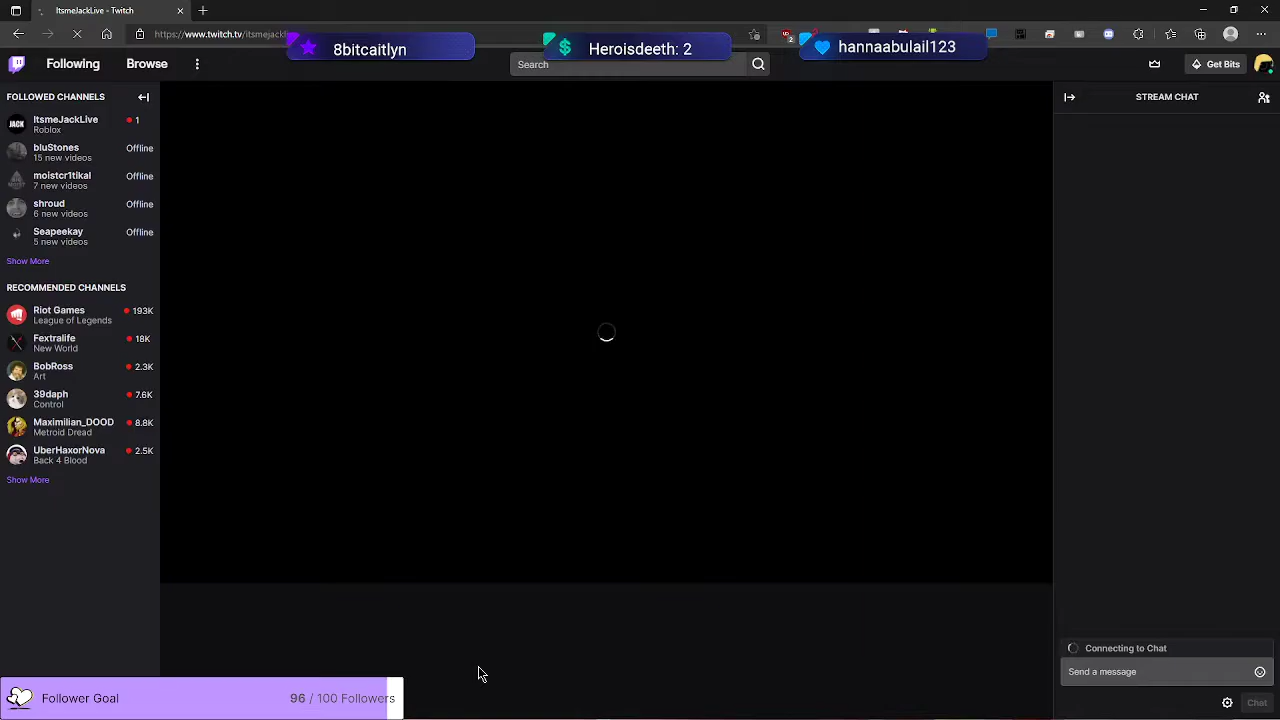 ItsmeJackLive - Twitch
https://www.twitch.tv/itsmejackli
8bitcaitlyn
Heroisdeeth: 2
hannaabulail123
2
Following
Browse
Search
Get Bits
FOLLOWED CHANNELS
JACK
ItsmeJackLive
1
Roblox
bluStones
Offline
15 new videos
moistcr1tikal
Offline
7 new videos
shroud
Offline
6 new videos
Seapeekay
Offline
5 new videos
Show More
RECOMMENDED CHANNELS
Riot Games
193K
League of Legends
Fextralife
18K
New World
BobRoss
2.3K
Art
39daph
7.6K
Control
Maximilian_DOOD
8.8K
Metroid Dread
UberHaxorNova
2.5K
Back 4 Blood
Show More
STREAM CHAT
Connecting to Chat
Send a message
Chat
Follower Goal
96 / 100 Followers